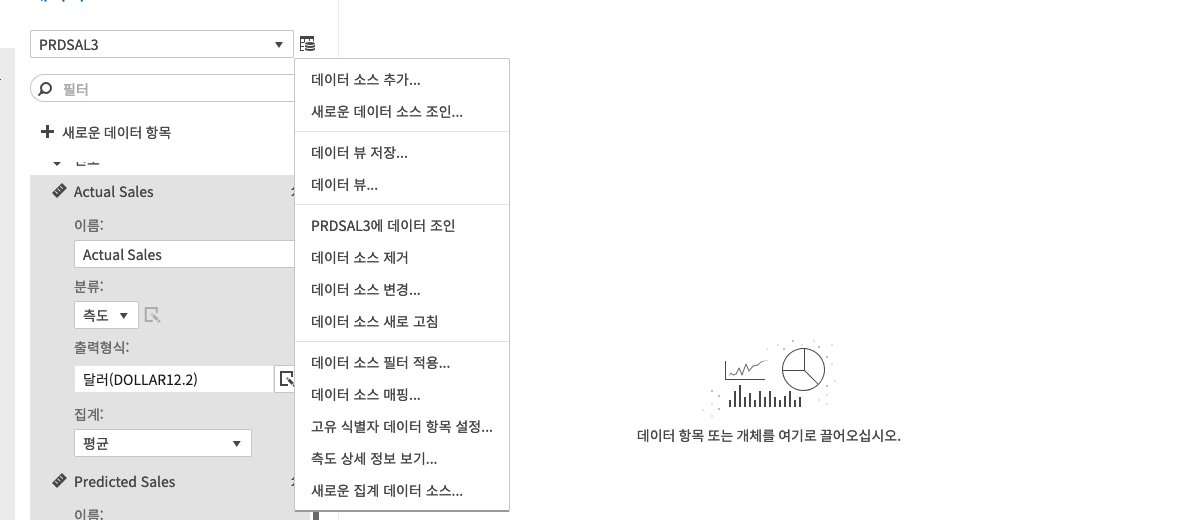 PRDSAL3
필터
새로운 데이터 항목
Actual Sales
이름:
Actual Sales
분류:
측도
출력형식:
달러(DOLLAR12.2)
집계:
평균
Predicted Sales
이름:
데이터 소스 추가...
새로운 데이터 소스 조인...
데이터 뷰 저장...
데이터 뷰...
PRDSAL3에 데이터 조인
데이터 소스 제거
데이터 소스 변경...
데이터 소스 새로 고침
데이터 소스 필터 적용...
데이터 소스 매핑...
고유 식별자 데이터 항목 설정...
측도 상세 정보 보기...
새로운 집계 데이터 소스...
데이터 항목 또는 개체를 여기로 끌어오십시오.